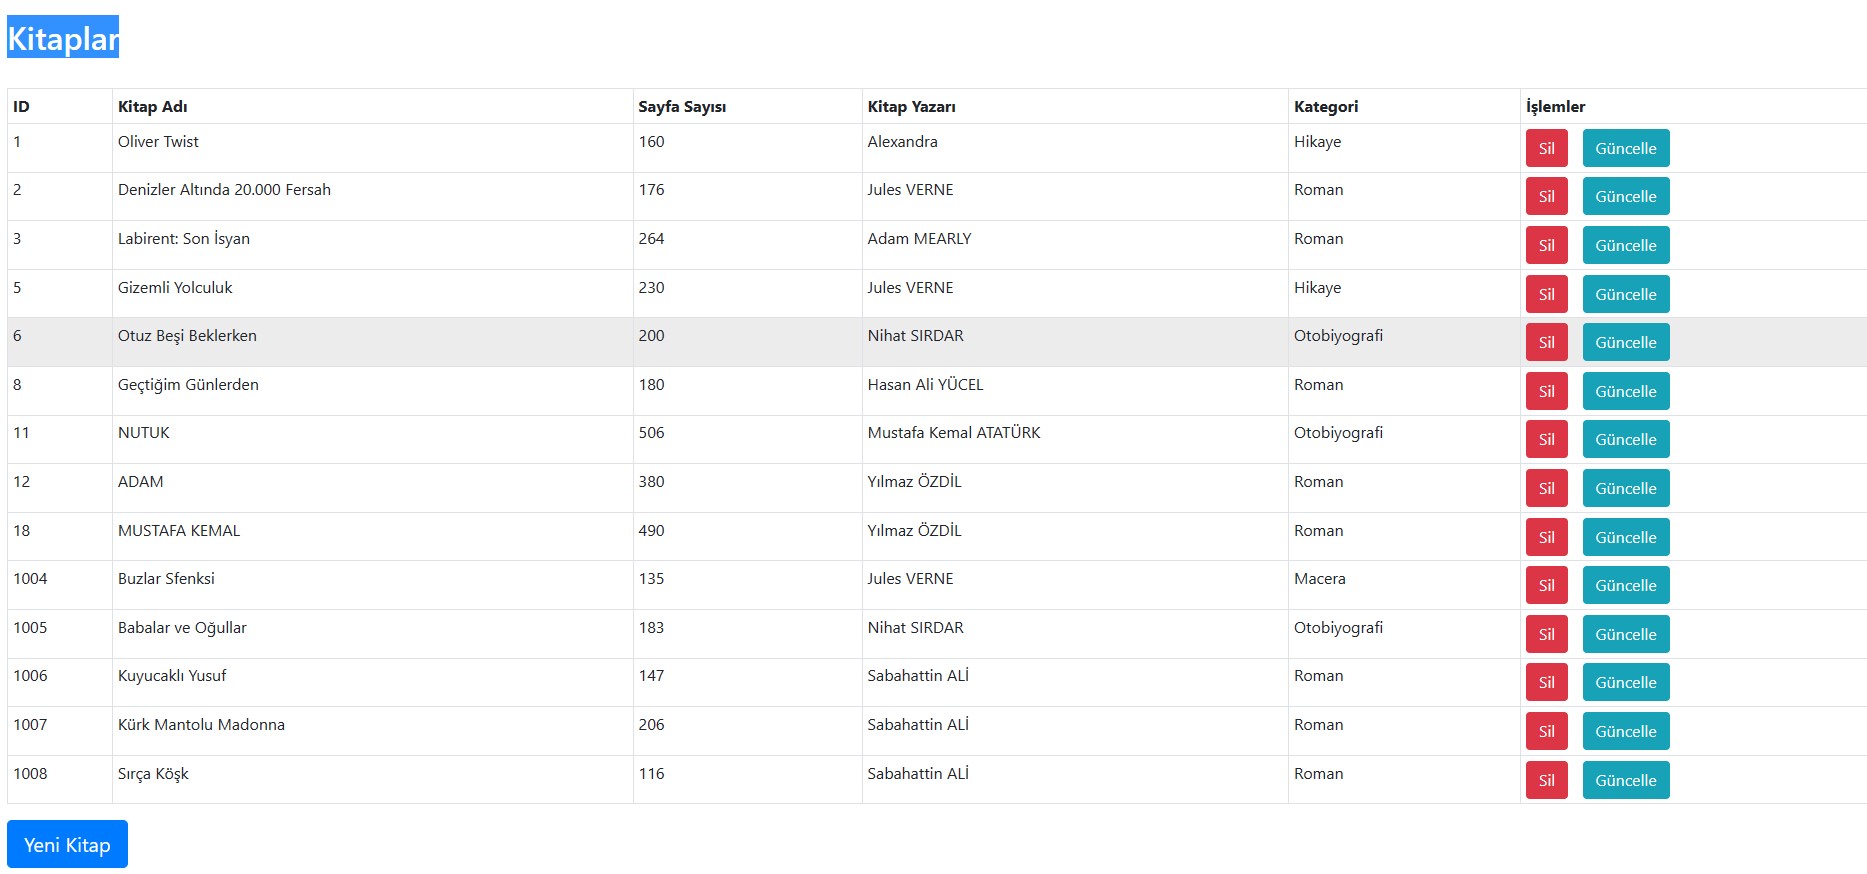 Kitaplar
ID Kitap Adı Sayfa Sayısı Kitap Yazarı Kategori İşlemler
1 Oliver Twist 160 Alexandra Hikaye Sil Güncelle
2 Denizler Altında 20.000 Fersah 176 Jules VERNE Roman Sil Güncelle
3 Labirent: Son İsyan 264 Adam MEARLY Roman Sil Güncelle
5 Gizemli Yolculuk 230 Jules VERNE Hikaye Sil Güncelle
6 Otuz Beşi Beklerken 200 Nihat SIRDAR Otobiyografi Sil Güncelle
8 Geçtiğim Günlerden 180 Hasan Ali YÜCEL Roman Sil Güncelle
11 NUTUK 506 Mustafa Kemal ATATÜRK Otobiyografi Sil Güncelle
12 ADAM 380 Yılmaz ÖZDİL Roman Sil Güncelle
18 MUSTAFA KEMAL 490 Yılmaz ÖZDİL Roman Sil Güncelle
1004 Buzlar Sfenksi 135 Jules VERNE Macera Sil Güncelle
1005 Babalar ve Oğullar 183 Nihat SIRDAR Otobiyografi Sil Güncelle
1006 Kuyucaklı Yusuf 147 Sabahattin ALİ Roman Sil Güncelle
1007 Kürk Mantolu Madonna 206 Sabahattin ALİ Roman Sil Güncelle
1008 Sırça Köşk 116 Sabahattin ALİ Roman Sil Güncelle
Yeni Kitap